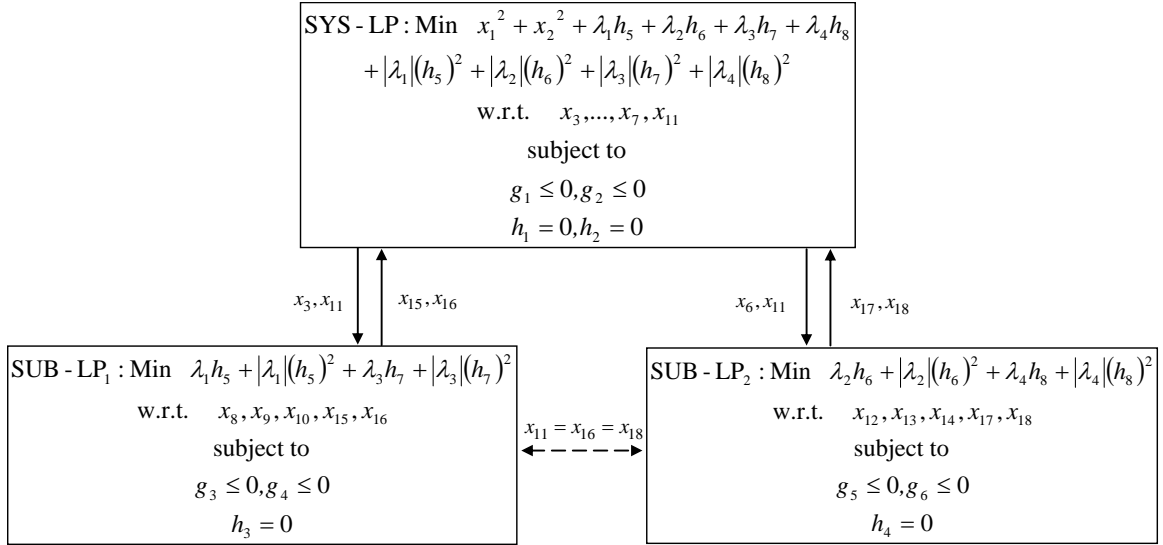 SYS - LP : Min x₁² + x₂² + λ₁h₅ + λ₂h₆ + λ₃h₇ + λ₄h₈
+ |λ₁|(h₅)² + |λ₂|(h₆)² + |λ₃|(h₇)² + |λ₄|(h₈)²
w.r.t. x₃,...,x₇,x₁₁
subject to
g₁ ≤ 0,g₂ ≤ 0
h₁ = 0,h₂ = 0
x₃,x₁₁
x₁₅,x₁₆
x₆,x₁₁
x₁₇,x₁₈
SUB - LP₁ : Min λ₁h₅ + |λ₁|(h₅)² + λ₃h₇ + |λ₃|(h₇)²
w.r.t. x₈,x₉,x₁₀,x₁₅,x₁₆
subject to
g₃ ≤ 0,g₄ ≤ 0
h₃ = 0
x₁₁ = x₁₆ = x₁₈
SUB - LP₂ : Min λ₂h₆ + |λ₂|(h₆)² + λ₄h₈ + |λ₄|(h₈)²
w.r.t. x₁₂,x₁₃,x₁₄,x₁₇,x₁₈
subject to
g₅ ≤ 0,g₆ ≤ 0
h₄ = 0